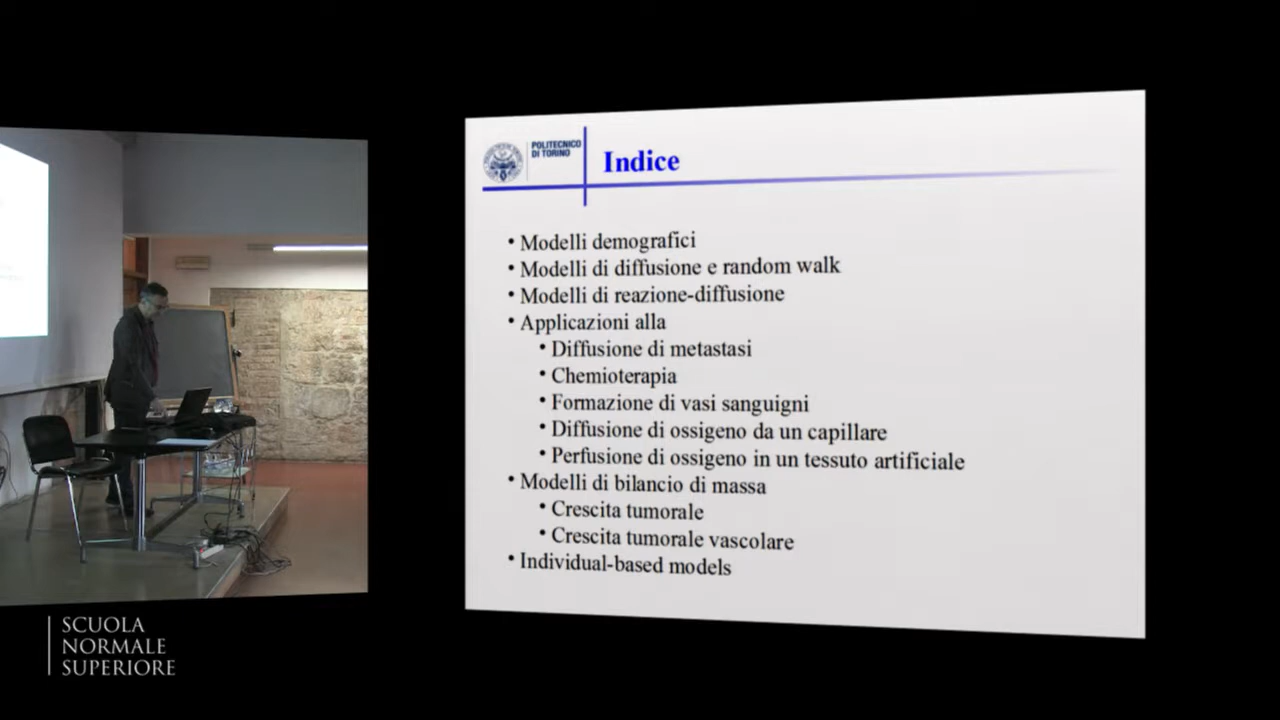 POLITECNICO
DI TORINO
Indice
• Modelli demografici
• Modelli di diffusione e random walk
• Modelli di reazione-diffusione
• Applicazioni alla
• Diffusione di metastasi
• Chemioterapia
• Formazione di vasi sanguigni
• Diffusione di ossigeno da un capillare
• Perfusione di ossigeno in un tessuto artificiale
• Modelli di bilancio di massa
• Crescita tumorale
• Crescita tumorale vascolare
• Individual-based models
SCUOLA
NORMALE
SUPERIORE